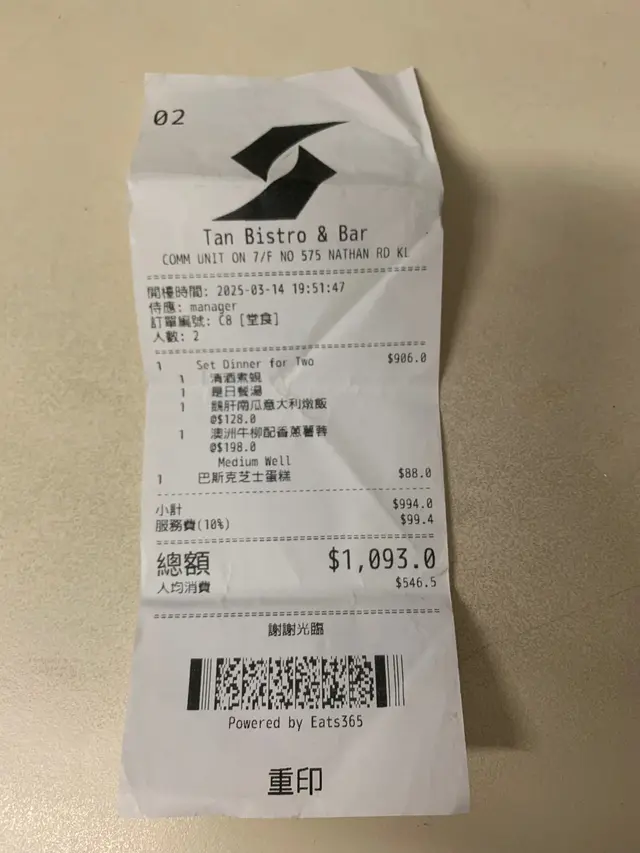 02
Tan Bistro & Bar
COMM UNIT ON 7/F NO 575 NATHAN RD KL
開檯時間: 2025-03-14 19:51:47
侍應: manager
訂單編號: C8 [堂食]
人數: 2
1 Set Dinner for Two $906.0
1 清酒煮蜆
1 是日餐湯
1 鵝肝南瓜意大利燉飯
@$128.0
1 澳洲牛柳配香蔥薯蓉
@$198.0
Medium Well
1 巴斯克芝士蛋糕 $88.0
小計 $994.0
服務費(10%) $99.4
總額 $1,093.0
人均消費 $546.5
謝謝光臨
Powered by Eats365
重印